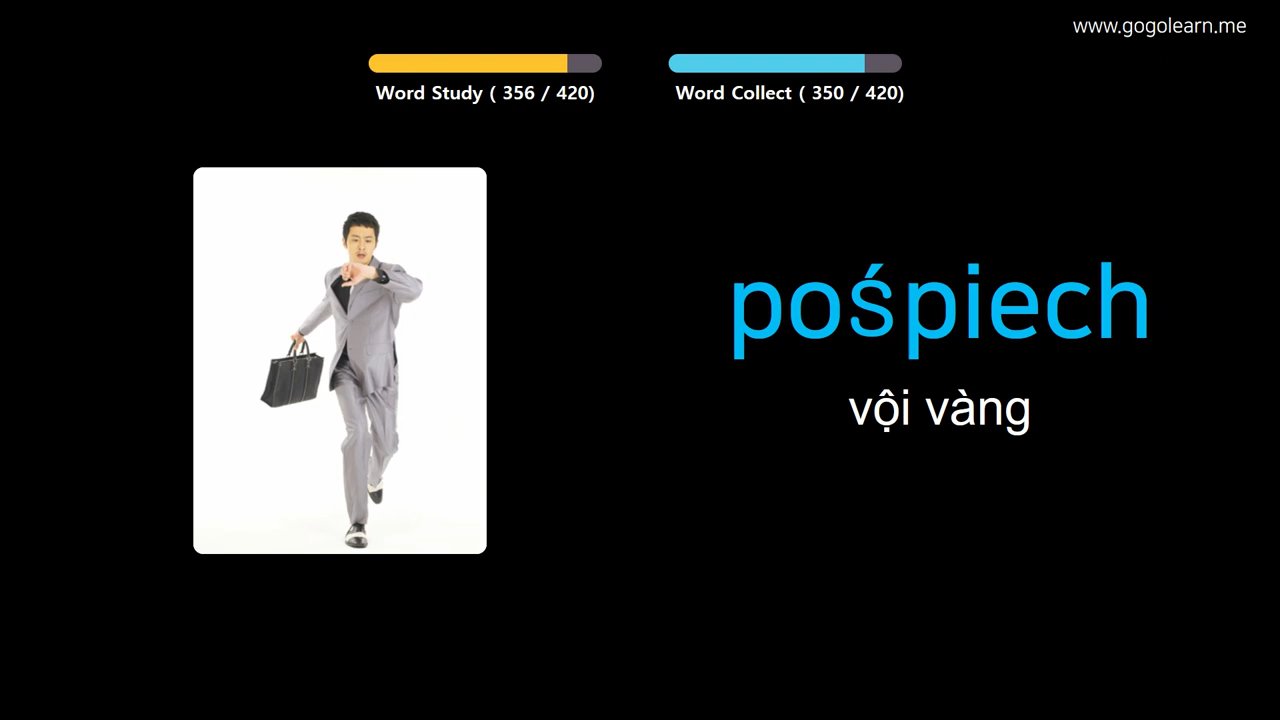 www.gogolearn.me
Word Study ( 356 / 420)
Word Collect ( 350 / 420)
pośpiech
vội vàng